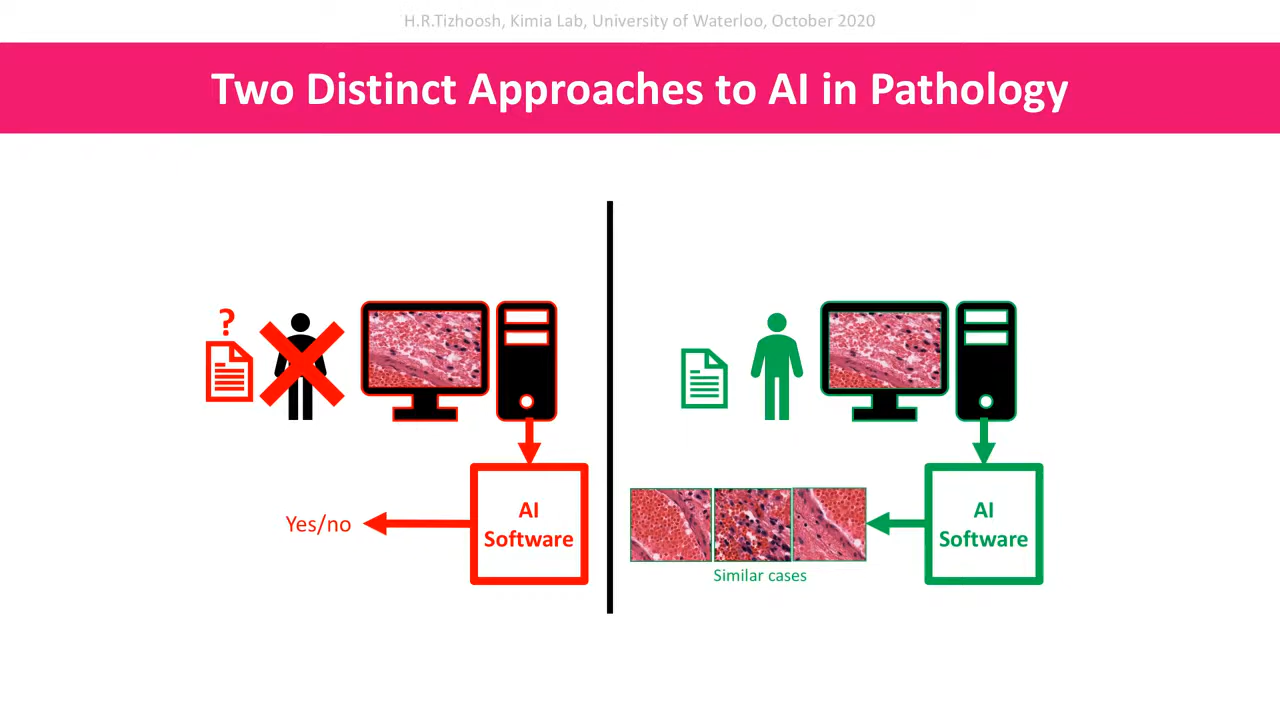 H.R.Tizhoosh, Kimia Lab, University of Waterloo, October 2020
Two Distinct Approaches to AI in Pathology
?
AI
Software
Yes/no
AI
Software
Similar cases